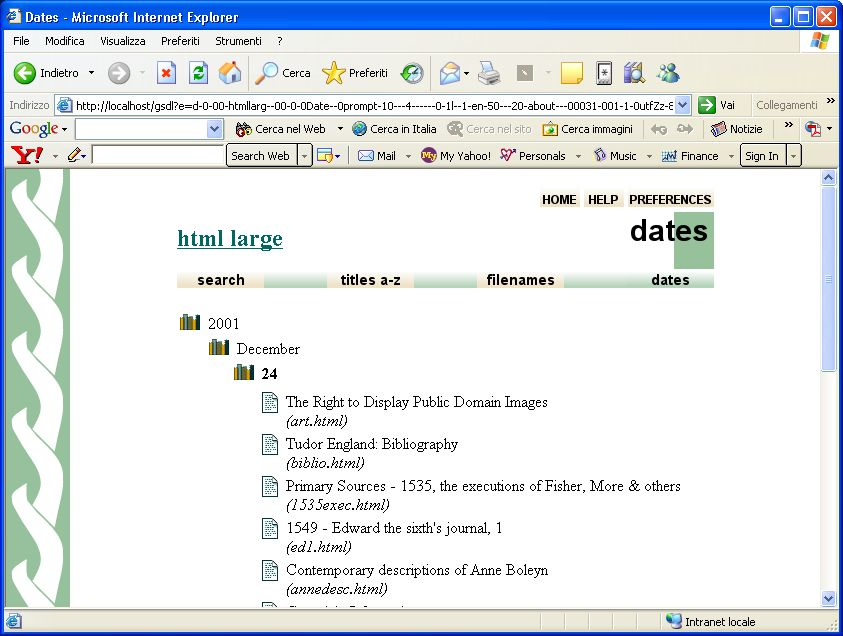 Dates - Microsoft Internet Explorer
File Modifica Visualizza Preferiti Strumenti ?
Indietro Cerca Preferiti
Indirizzo http://localhost/gsdl?e=d-0-00-htmllarg--00-0-0Date--0prompt-10---4------0-1l--1-en-50---20-about---00031-001-1-0utfZz-8 Vai Collegamenti »
Google Cerca nel Web Cerca in Italia Cerca nel sito Cerca immagini Notizie »
Y! Search Web Mail My Yahoo! Personals Music Finance Sign In
HOME HELP PREFERENCES
html large
dates
search titles a-z filenames dates
2001
December
24
The Right to Display Public Domain Images
(art.html)
Tudor England: Bibliography
(biblio.html)
Primary Sources - 1535, the executions of Fisher, More & others
(1535exec.html)
1549 - Edward the sixth's journal, 1
(ed1.html)
Contemporary descriptions of Anne Boleyn
(annedesc.html)
Intranet locale